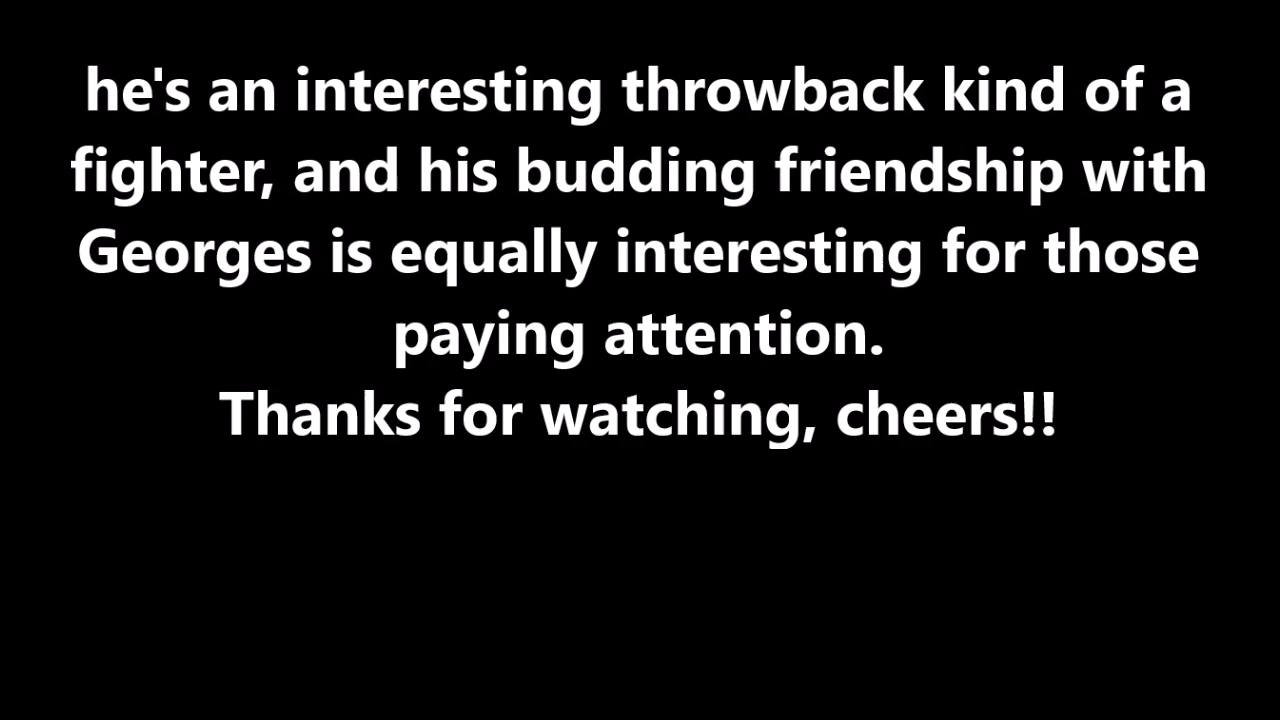 he's an interesting throwback kind of a
fighter, and his budding friendship with
Georges is equally interesting for those
paying attention.
Thanks for watching, cheers!!